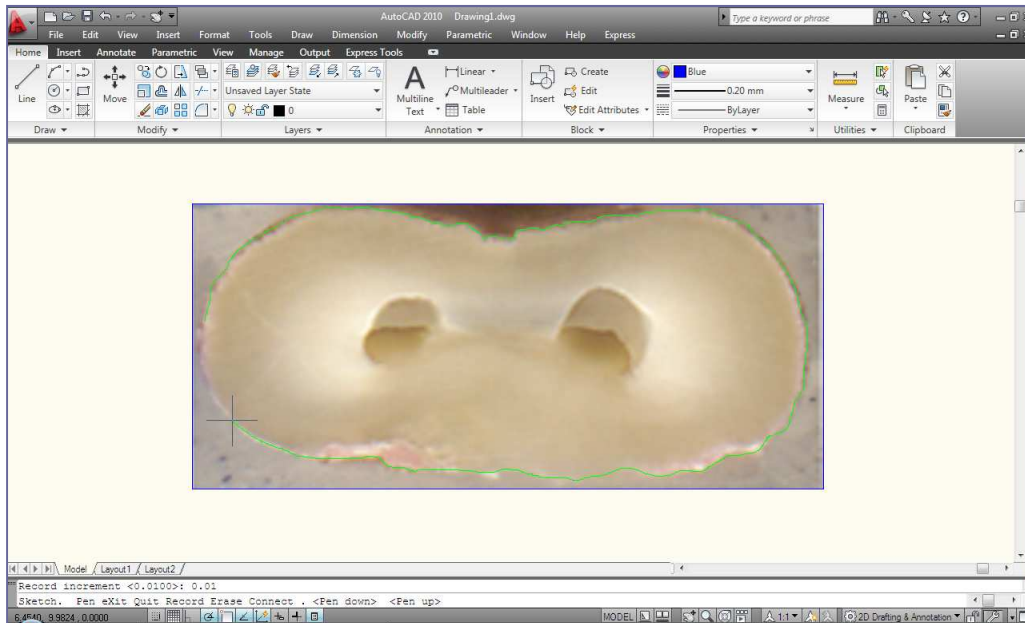 AutoCAD 2010 Drawing1.dwg
Type a keyword or phrase
File Edit View Insert Format Tools Draw Dimension Modify Parametric Window Help Express
Home Insert Annotate Parametric View Manage Output Express Tools
Line
Move
Unsaved Layer State
0
A
Multiline Text
Linear
Multileader
Table
Insert
Create
Edit
Edit Attributes
Blue
0.20 mm
ByLayer
Measure
Paste
Draw Modify Layers Annotation Block Properties Utilities Clipboard
Model Layout1 Layout2
Record increment <0.0100>: 0.01
Sketch. Pen eXit Quit Record Erase Connect . <Pen down> <Pen up>
6.4540, 9.9824, 0.0000 MODEL 1:1 2D Drafting & Annotation